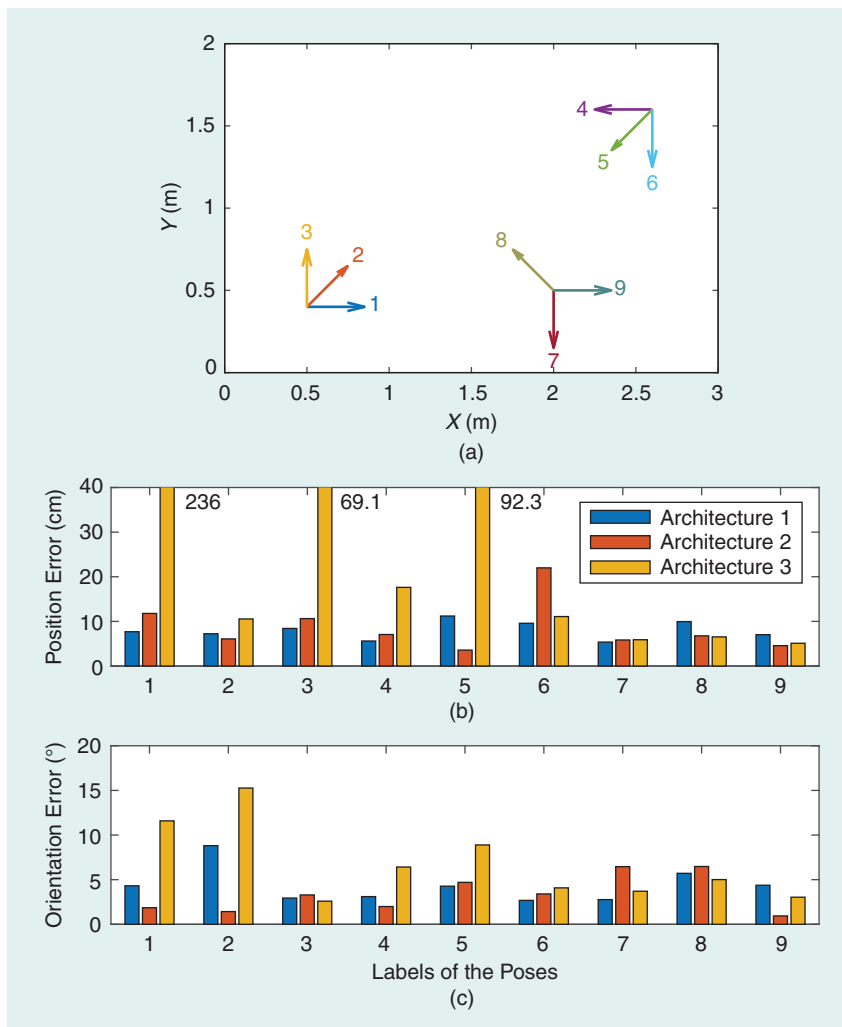 2
1.5
1
0.5
0
Y (m)
4
5
6
3
2
1
8
9
7
0 0.5 1 1.5 2 2.5 3
X (m)
(a)
40
30
20
10
0
Position Error (cm)
236 69.1 92.3
Architecture 1
Architecture 2
Architecture 3
1 2 3 4 5 6 7 8 9
(b)
20
15
10
5
0
Orientation Error (°)
1 2 3 4 5 6 7 8 9
Labels of the Poses
(c)